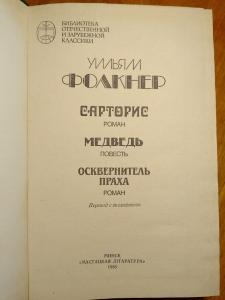 БИБЛИОТЕКА
ОТЕЧЕСТВЕННОЙ
И ЗАРУБЕЖНОЙ
КЛАССИКИ
УИЛЬЯМ
ФОЛКНЕР
САРТОРИС
РОМАН
МЕДВЕДЬ
ПОВЕСТЬ
ОСКВЕРНИТЕЛЬ
ПРАХА
РОМАН
Перевод с английского
МИНСК
«МАСТАЦКАЯ ЛІТАРАТУРА»